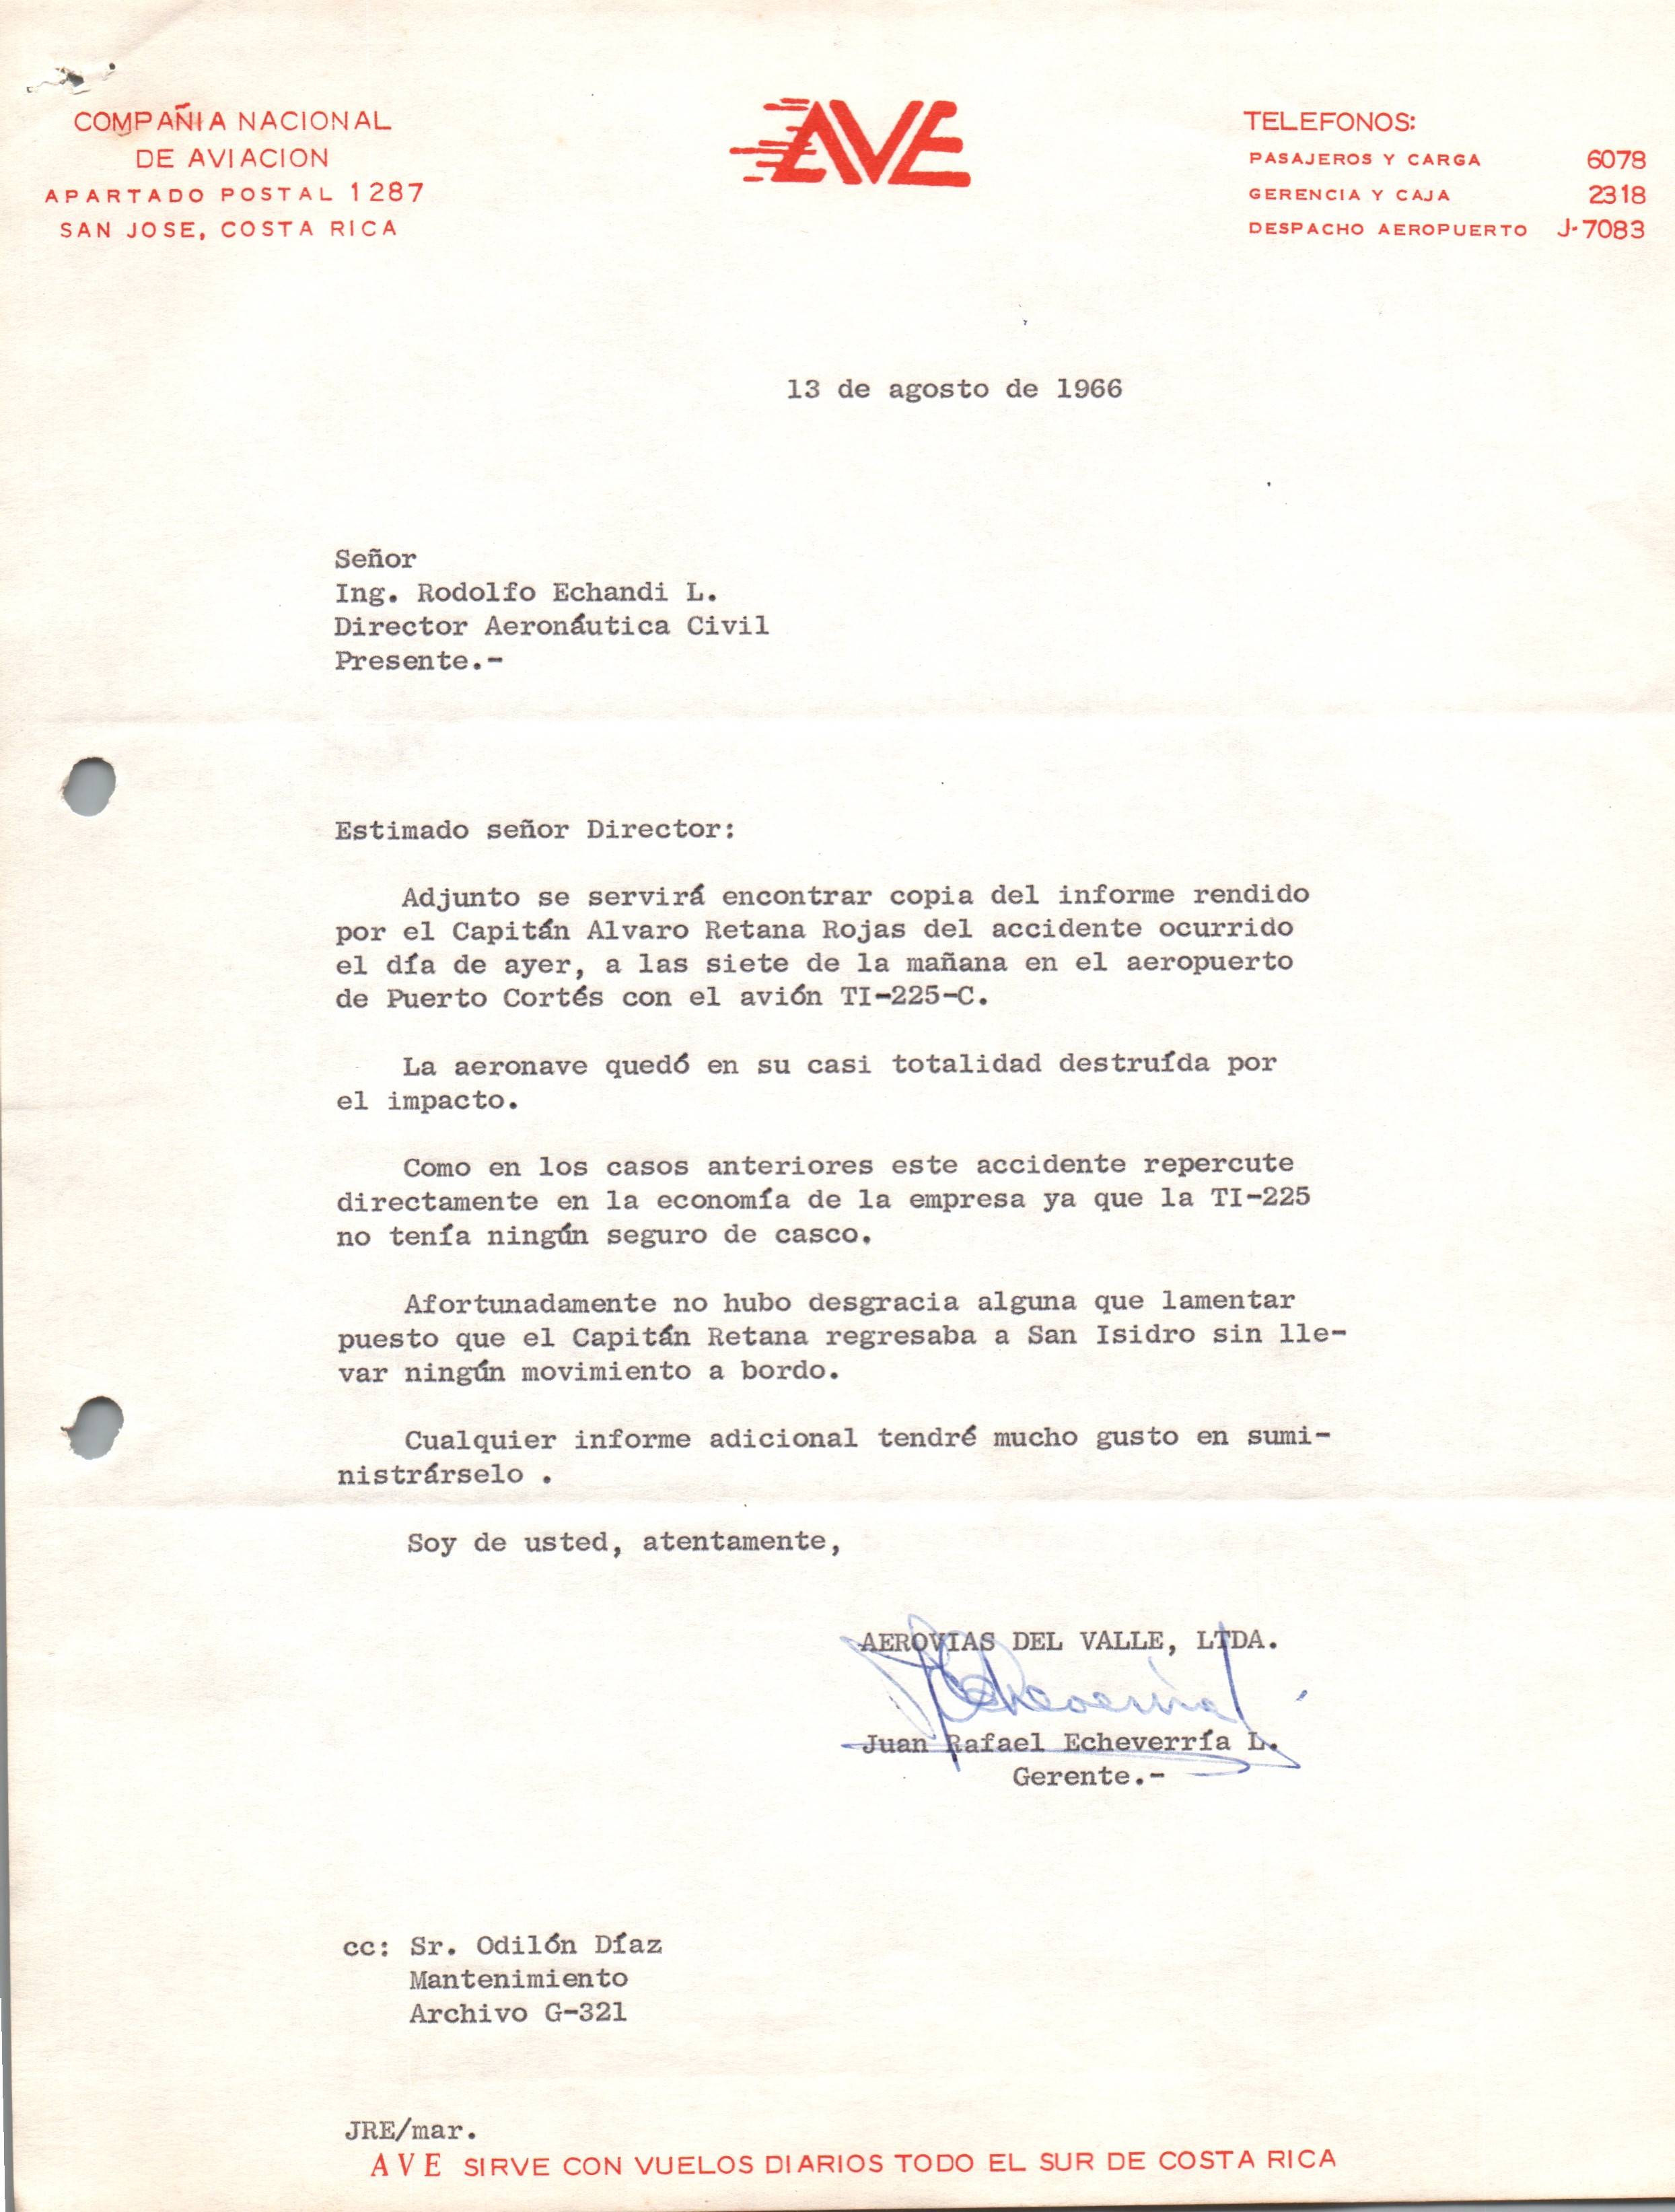 COMPAÑIA NACIONAL
DE AVIACION
APARTADO POSTAL 1287
SAN JOSE, COSTA RICA
AVE
TELEFONOS:
PASAJEROS Y CARGA 6078
GERENCIA Y CAJA 2318
DESPACHO AEROPUERTO J-7083
13 de agosto de 1966
Señor
Ing. Rodolfo Echandi L.
Director Aeronáutica Civil
Presente.-
Estimado señor Director:
Adjunto se servirá encontrar copia del informe rendido
por el Capitán Alvaro Retana Rojas del accidente ocurrido
el día de ayer, a las siete de la mañana en el aeropuerto
de Puerto Cortés con el avión TI-225-C.
La aeronave quedó en su casi totalidad destruída por
el impacto.
Como en los casos anteriores este accidente repercute
directamente en la economía de la empresa ya que la TI-225
no tenía ningún seguro de casco.
Afortunadamente no hubo desgracia alguna que lamentar
puesto que el Capitán Retana regresaba a San Isidro sin lle-
var ningún movimiento a bordo.
Cualquier informe adicional tendré mucho gusto en sumi-
nistrárselo .
Soy de usted, atentamente,
AEROVIAS DEL VALLE, LTDA.
Echeverría
Juan Rafael Echeverría L.
Gerente.-
cc: Sr. Odilón Díaz
Mantenimiento
Archivo G-321
JRE/mar.
AVE SIRVE CON VUELOS DIARIOS TODO EL SUR DE COSTA RICA